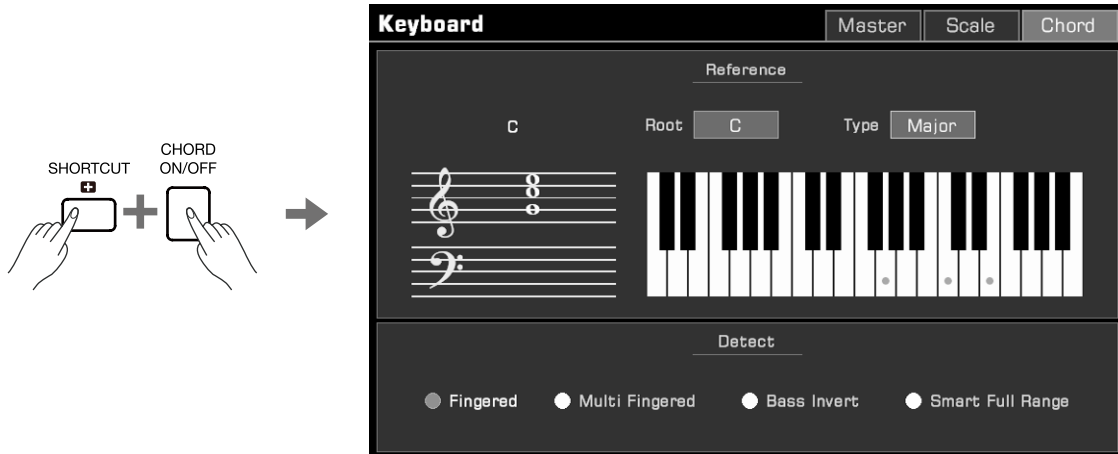 SHORTCUT
CHORD
ON/OFF
Keyboard
Master Scale Chord
Reference
C Root C Type Major
Detect
Fingered Multi Fingered Bass Invert Smart Full Range